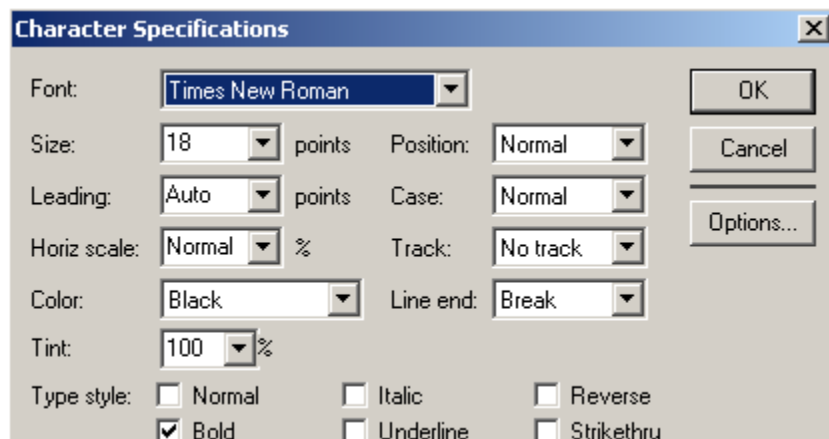 Character Specifications
Font: Times New Roman OK
Size: 18 points Position: Normal Cancel
Leading: Auto points Case: Normal
Options...
Horiz scale: Normal % Track: No track
Color: Black Line end: Break
Tint: 100 %
Type style: Normal Italic Reverse
Bold Underline Strikethru